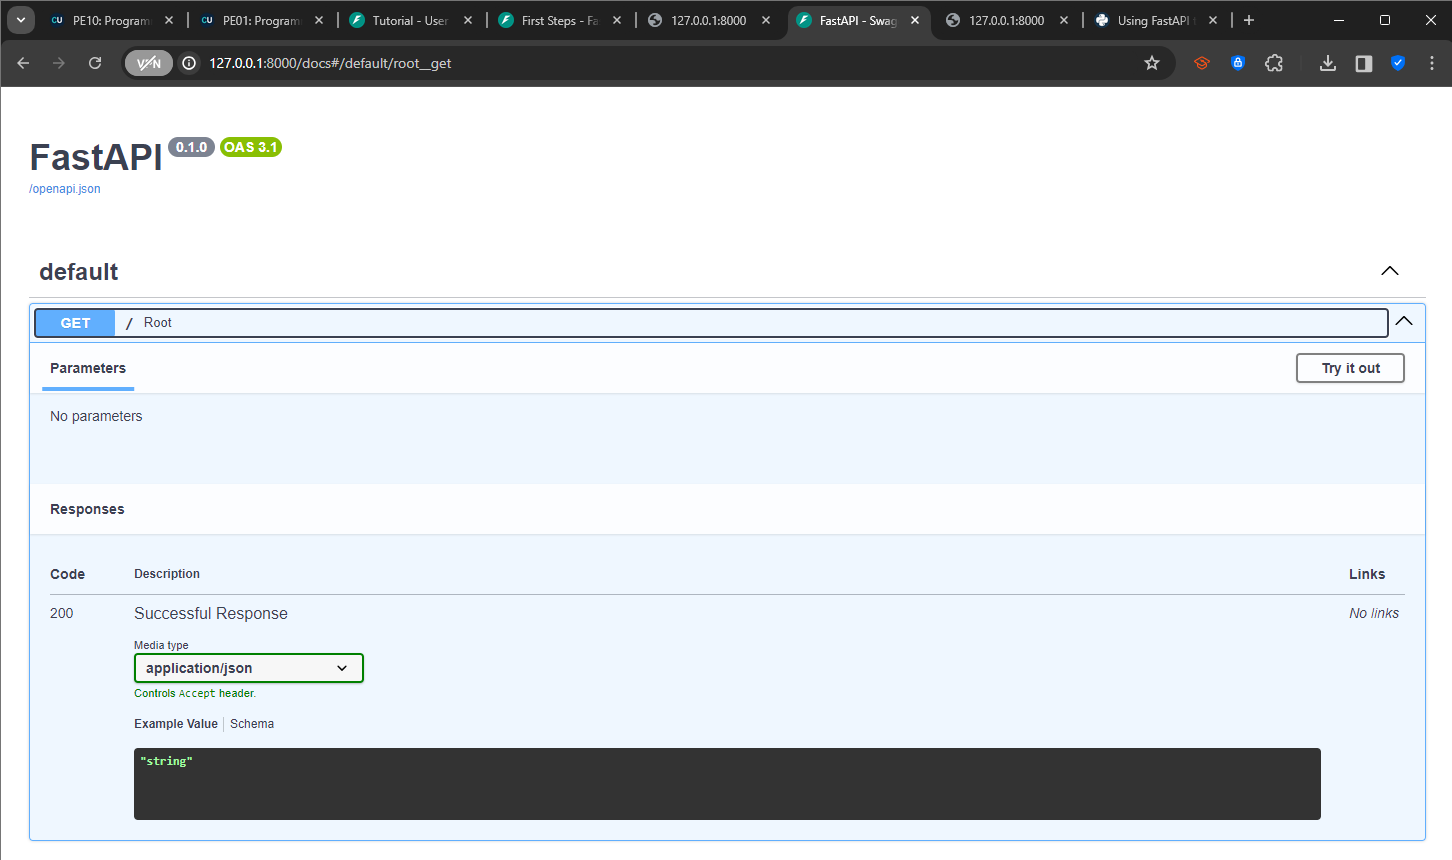 PE10: Program
PE01: Program
Tutorial - User
First Steps - Fa
127.0.0.1:8000
FastAPI - Swag
127.0.0.1:8000
Using FastAPI t
VPN
127.0.0.1:8000/docs#/default/root__get
FastAPI 0.1.0 OAS 3.1
/openapi.json
default
GET / Root
Parameters Try it out
No parameters
Responses
Code Description Links
200 Successful Response No links
Media type
application/json
Controls Accept header.
Example Value Schema
"string"